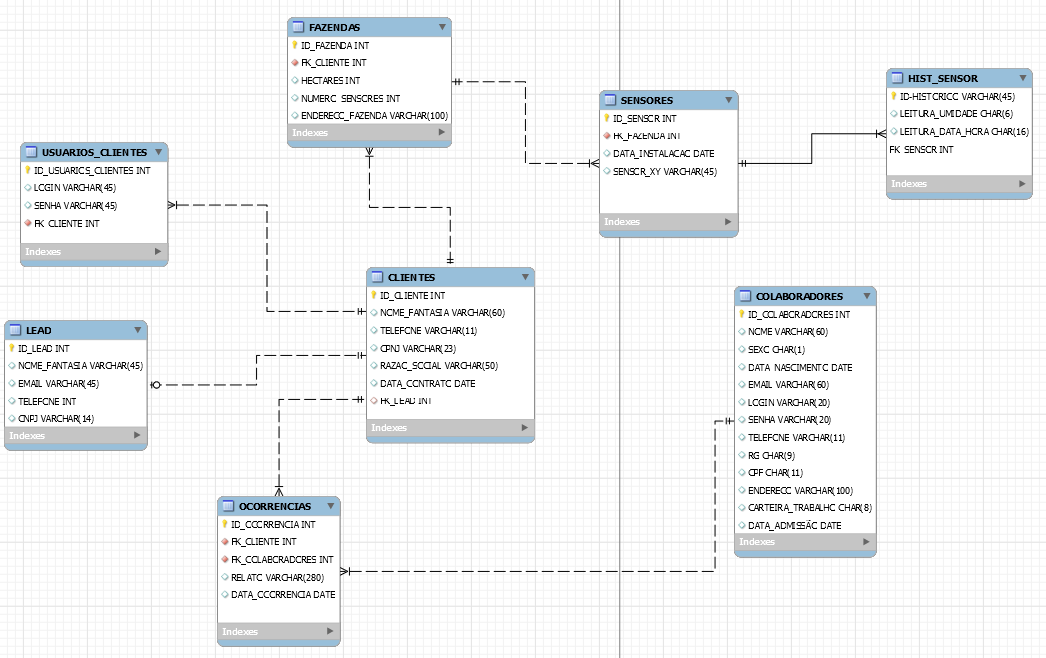 FAZENDAS
ID_FAZENDA INT
FK_CLIENTE INT
HECTARES INT
NUMERO_SENSORES INT
ENDERECO_FAZENDA VARCHAR(100)
Indexes
SENSORES
ID_SENSOR INT
FK_FAZENDA INT
DATA_INSTALACAO DATE
SENSOR_XY VARCHAR(45)
Indexes
HIST_SENSOR
ID-HISTORICO VARCHAR(45)
LEITURA_UMIDADE CHAR(6)
LEITURA_DATA_HORA CHAR(16)
FK_SENSOR INT
Indexes
USUARIOS_CLIENTES
ID_USUARIOS_CLIENTES INT
LOGIN VARCHAR(45)
SENHA VARCHAR(45)
FK_CLIENTE INT
Indexes
CLIENTES
ID_CLIENTE INT
NOME_FANTASIA VARCHAR(60)
TELEFONE VARCHAR(11)
CPNJ VARCHAR(23)
RAZAO_SOCIAL VARCHAR(50)
DATA_CONTRATO DATE
FK_LEAD INT
Indexes
LEAD
ID_LEAD INT
NOME_FANTASIA VARCHAR(45)
EMAIL VARCHAR(45)
TELEFONE INT
CNPJ VARCHAR(14)
Indexes
COLABORADORES
ID_COLABORADORES INT
NOME VARCHAR(60)
SEXO CHAR(1)
DATA_NASCIMENTO DATE
EMAIL VARCHAR(60)
LOGIN VARCHAR(20)
SENHA VARCHAR(20)
TELEFONE VARCHAR(11)
RG CHAR(9)
CPF CHAR(11)
ENDERECO VARCHAR(100)
CARTEIRA_TRABALHO CHAR(8)
DATA_ADMISSÃO DATE
Indexes
OCORRENCIAS
ID_OCORRENCIA INT
FK_CLIENTE INT
FK_COLABORADORES INT
RELATO VARCHAR(280)
DATA_OCORRENCIA DATE
Indexes